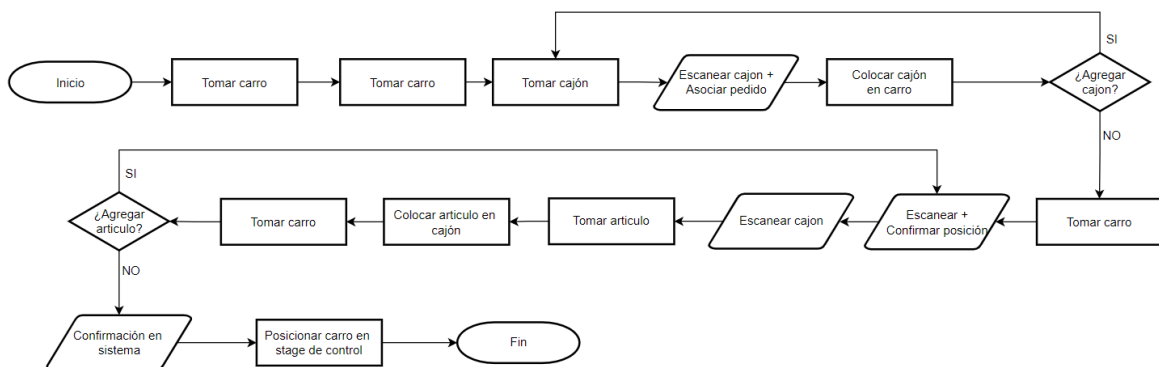 SI
Inicio
Tomar carro
Tomar carro
Tomar cajón
Escanear cajon +
Asociar pedido
Colocar cajón
en carro
¿Agregar
cajon?
NO
SI
¿Agregar
articulo?
Tomar carro
Colocar articulo en
cajón
Tomar articulo
Escanear cajon
Escanear +
Confirmar posición
Tomar carro
NO
Confirmación en
sistema
Posicionar carro en
stage de control
Fin